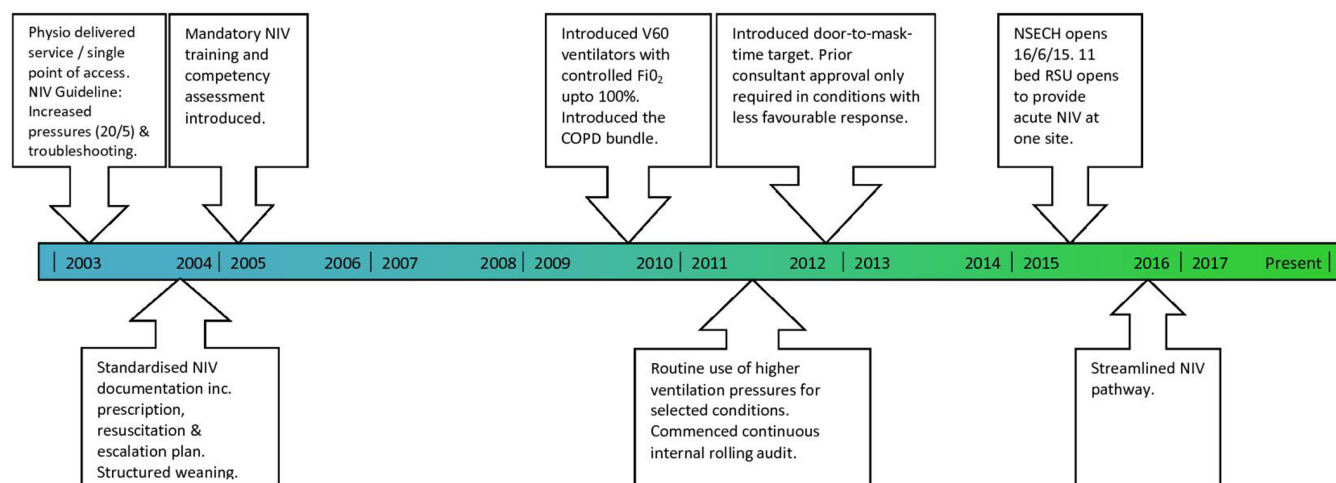 Physio delivered
service / single
point of access.
NIV Guideline:
Increased
pressures (20/5) &
troubleshooting.
Mandatory NIV
training and
competency
assessment
introduced.
Introduced V60
ventilators with
controlled Fi0₂
upto 100%.
Introduced the
COPD bundle.
Introduced door-to-mask-
time target. Prior
consultant approval only
required in conditions with
less favourable response.
NSECH opens
16/6/15. 11
bed RSU opens
to provide
acute NIV at
one site.
| 2003 2004 | 2005 2006 | 2007 2008 | 2009 2010 | 2011 2012 | 2013 2014 | 2015 2016 | 2017 Present |
Standardised NIV
documentation inc.
prescription,
resuscitation &
escalation plan.
Structured weaning.
Routine use of higher
ventilation pressures for
selected conditions.
Commenced continuous
internal rolling audit.
Streamlined NIV
pathway.